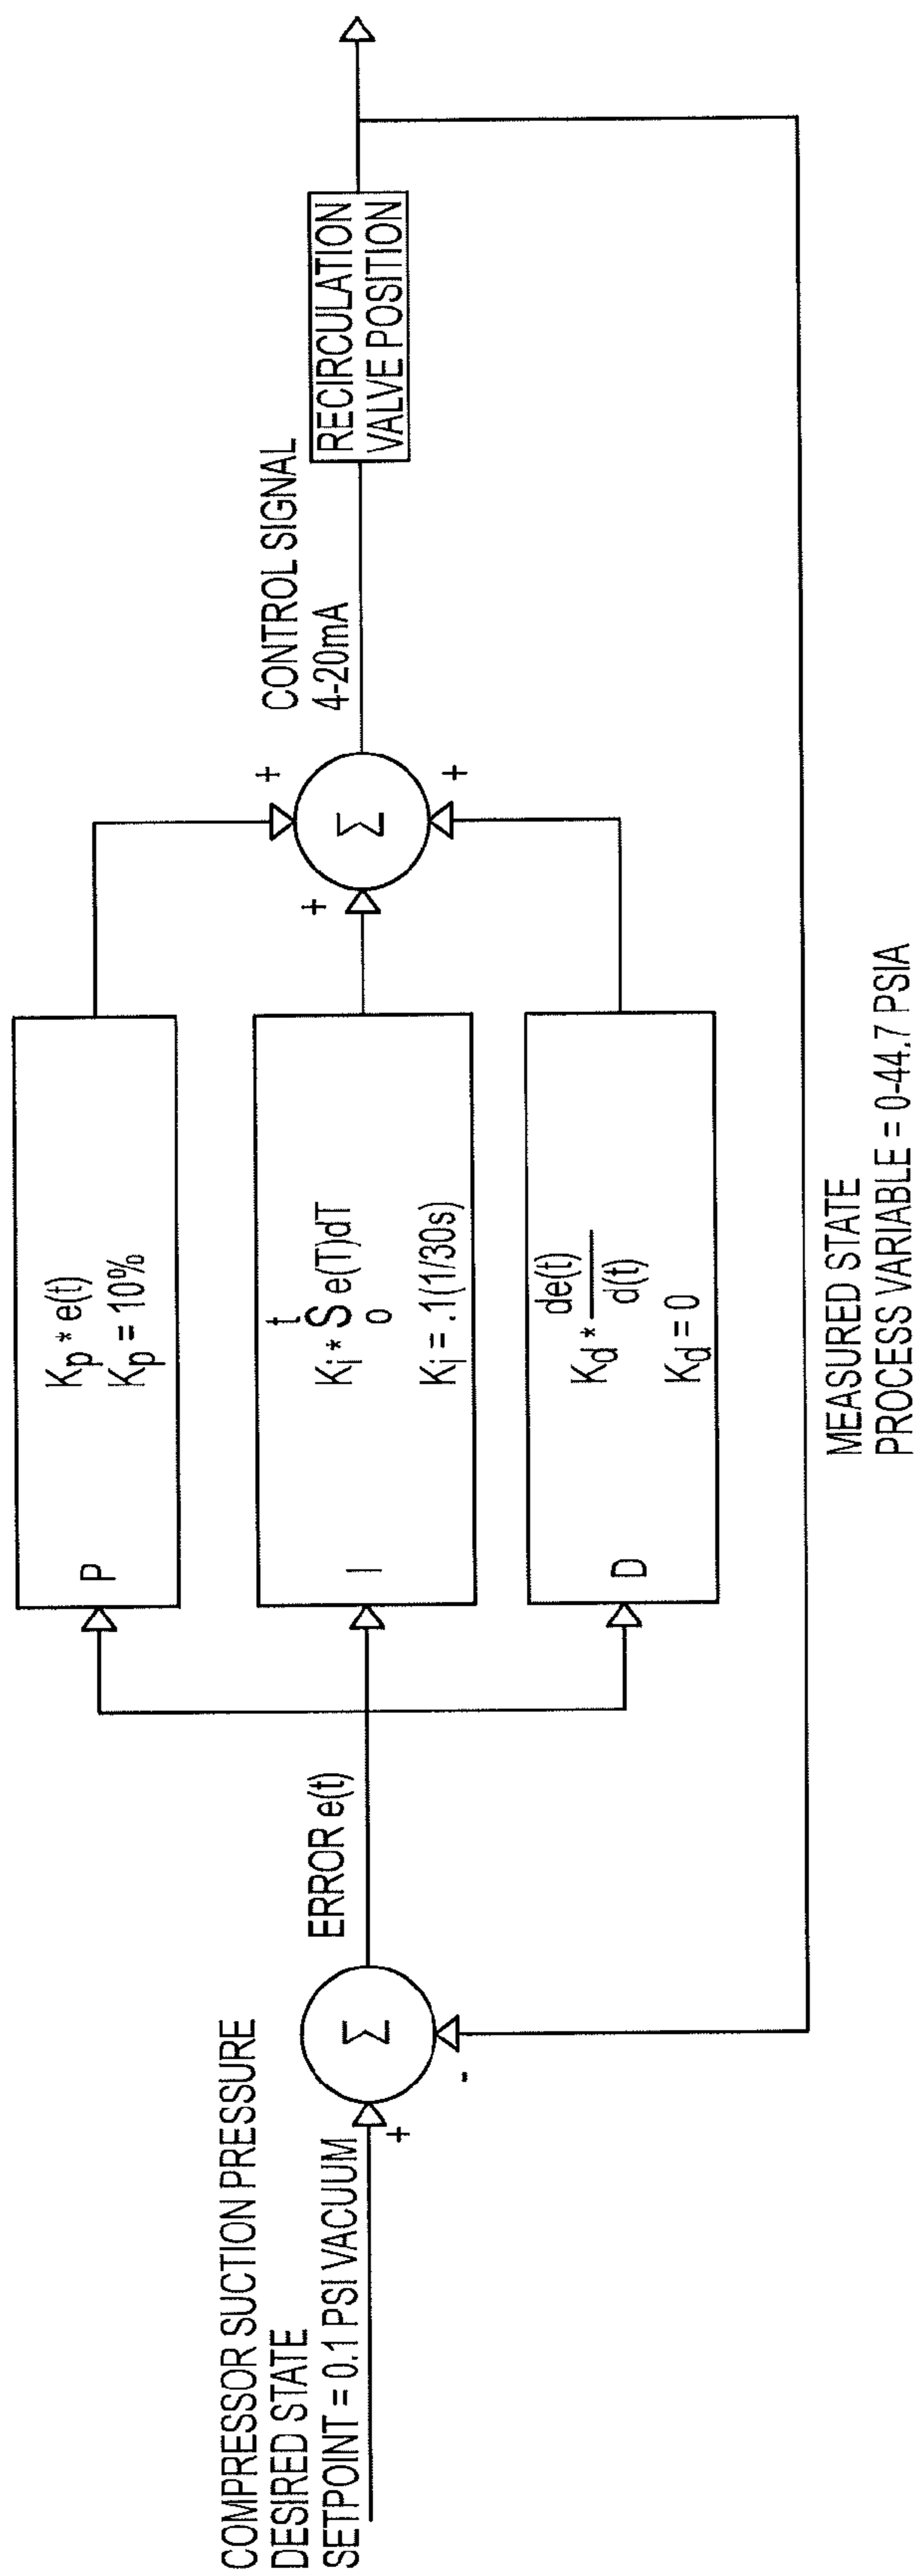 COMPRESSOR SUCTION PRESSURE
DESIRED STATE
SETPOINT = 0.1 PSI VACUUM
+
-
Σ
ERROR e(t)
P
Kp * e(t)
Kp = 10%
I
t
Ki * S e(T)dT
0
Ki = .1(1/30s)
D
de(t)
Kd *
d(t)
Kd = 0
+
+
+
Σ
CONTROL SIGNAL
4-20mA
RECIRCULATION
VALVE POSITION
MEASURED STATE
PROCESS VARIABLE = 0-44.7 PSIA